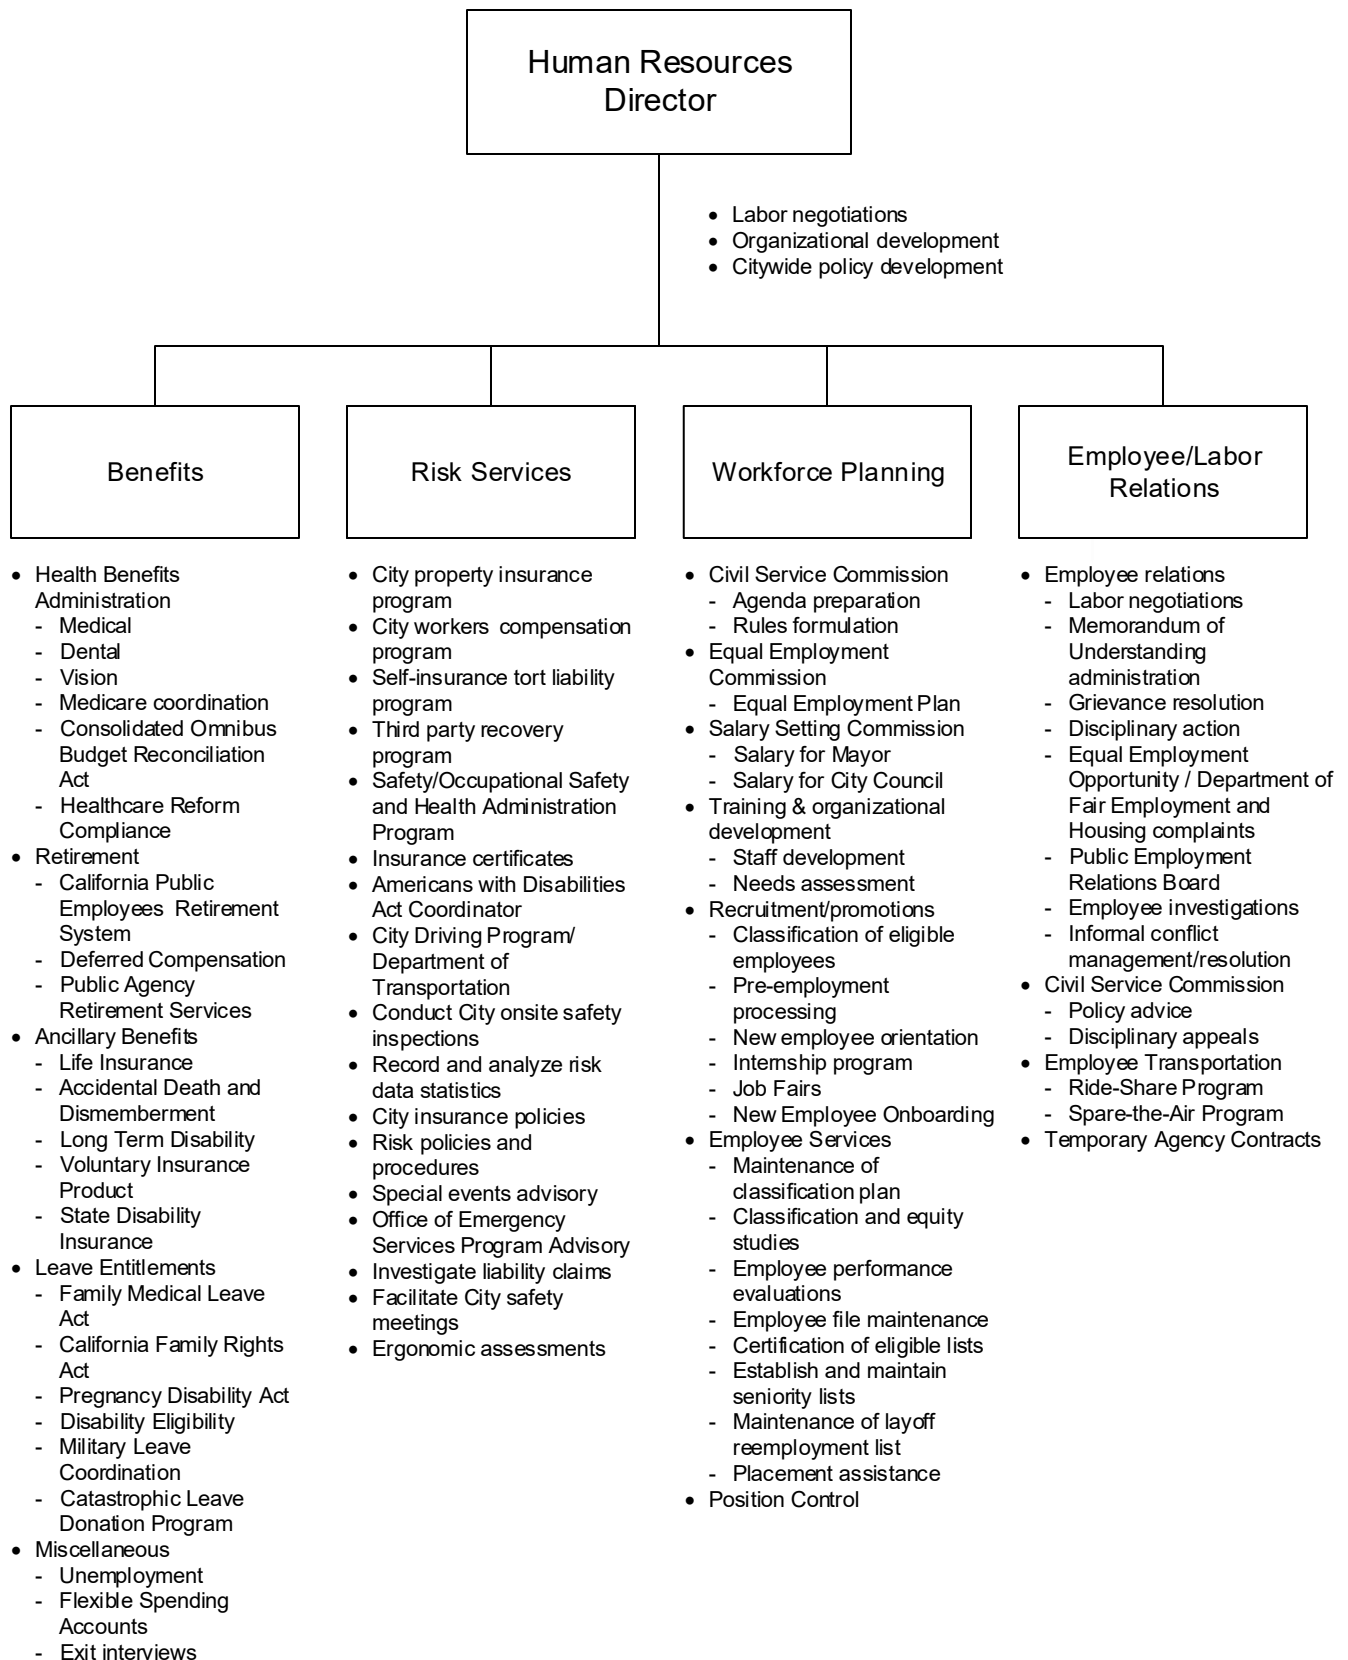 Human Resources
Director
• Labor negotiations
• Organizational development
• Citywide policy development
Benefits
• Health Benefits
Administration
- Medical
- Dental
- Vision
- Medicare coordination
- Consolidated Omnibus
Budget Reconciliation
Act
- Healthcare Reform
Compliance
• Retirement
- California Public
Employees Retirement
System
- Deferred Compensation
- Public Agency
Retirement Services
• Ancillary Benefits
- Life Insurance
- Accidental Death and
Dismemberment
- Long Term Disability
- Voluntary Insurance
Product
- State Disability
Insurance
• Leave Entitlements
- Family Medical Leave
Act
- California Family Rights
Act
- Pregnancy Disability Act
- Disability Eligibility
- Military Leave
Coordination
- Catastrophic Leave
Donation Program
• Miscellaneous
- Unemployment
- Flexible Spending
Accounts
- Exit interviews
Risk Services
• City property insurance
program
• City workers compensation
program
• Self-insurance tort liability
program
• Third party recovery
program
• Safety/Occupational Safety
and Health Administration
Program
• Insurance certificates
• Americans with Disabilities
Act Coordinator
• City Driving Program/
Department of
Transportation
• Conduct City onsite safety
inspections
• Record and analyze risk
data statistics
• City insurance policies
• Risk policies and
procedures
• Special events advisory
• Office of Emergency
Services Program Advisory
• Investigate liability claims
• Facilitate City safety
meetings
• Ergonomic assessments
Workforce Planning
• Civil Service Commission
- Agenda preparation
- Rules formulation
• Equal Employment
Commission
- Equal Employment Plan
• Salary Setting Commission
- Salary for Mayor
- Salary for City Council
• Training & organizational
development
- Staff development
- Needs assessment
• Recruitment/promotions
- Classification of eligible
employees
- Pre-employment
processing
- New employee orientation
- Internship program
- Job Fairs
- New Employee Onboarding
• Employee Services
- Maintenance of
classification plan
- Classification and equity
studies
- Employee performance
evaluations
- Employee file maintenance
- Certification of eligible lists
- Establish and maintain
seniority lists
- Maintenance of layoff
reemployment list
- Placement assistance
• Position Control
Employee/Labor
Relations
• Employee relations
- Labor negotiations
- Memorandum of
Understanding
administration
- Grievance resolution
- Disciplinary action
- Equal Employment
Opportunity / Department of
Fair Employment and
Housing complaints
- Public Employment
Relations Board
- Employee investigations
- Informal conflict
management/resolution
• Civil Service Commission
- Policy advice
- Disciplinary appeals
• Employee Transportation
- Ride-Share Program
- Spare-the-Air Program
• Temporary Agency Contracts